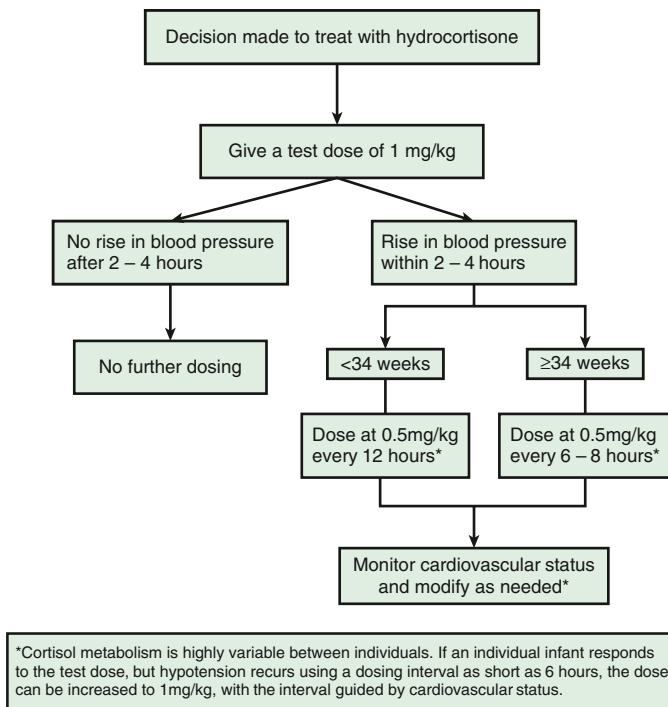 Decision made to treat with hydrocortisone
Give a test dose of 1 mg/kg
No rise in blood pressure
after 2 – 4 hours
Rise in blood pressure
within 2 – 4 hours
No further dosing
<34 weeks
≥34 weeks
Dose at 0.5mg/kg
every 12 hours*
Dose at 0.5mg/kg
every 6 – 8 hours*
Monitor cardiovascular status
and modify as needed*
*Cortisol metabolism is highly variable between individuals. If an individual infant responds
to the test dose, but hypotension recurs using a dosing interval as short as 6 hours, the dose
can be increased to 1mg/kg, with the interval guided by cardiovascular status.